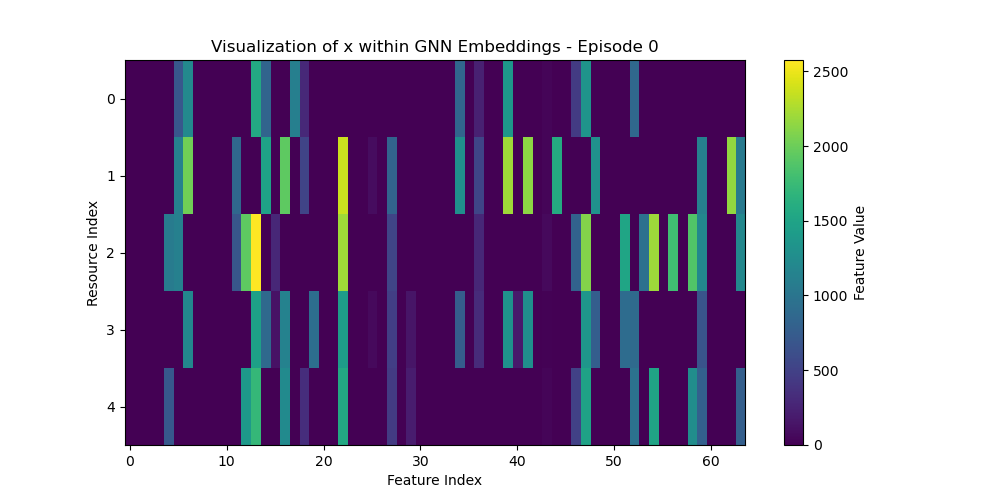 Visualization of x within GNN Embeddings - Episode 0
0
1
2
3
4
Resource Index
0 10 20 30 40 50 60
Feature Index
2500
2000
1500
1000
500
0
Feature Value